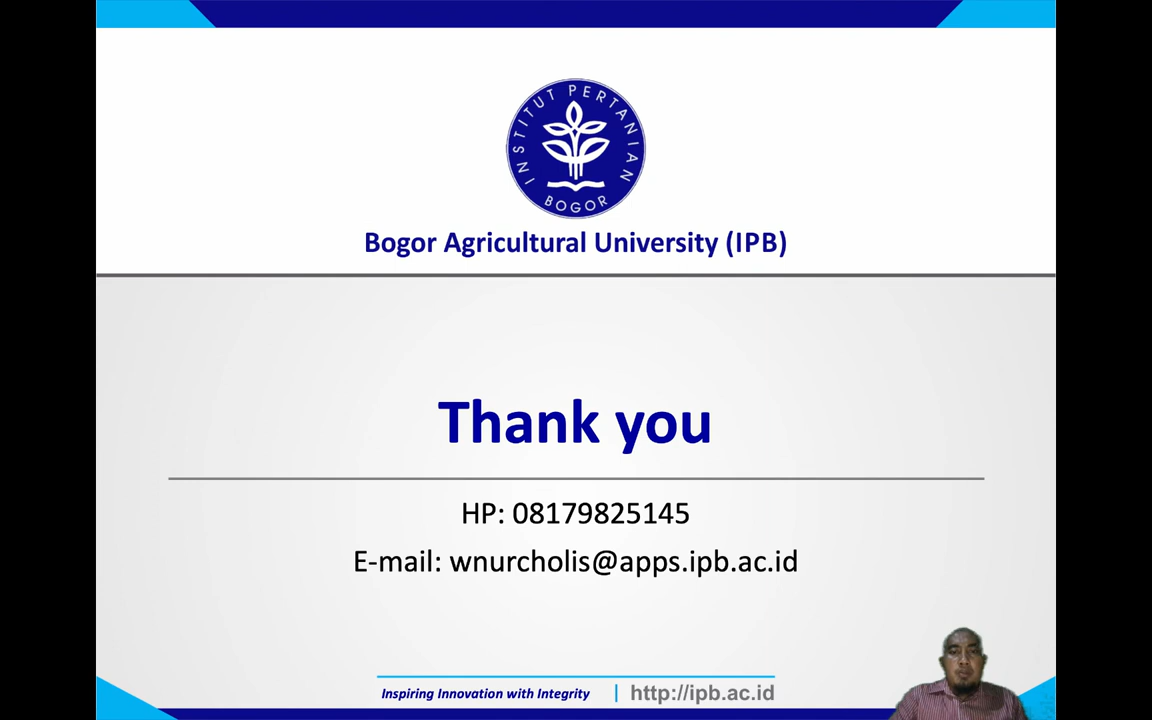 INSTITUT PERTANIAN
BOGOR
Bogor Agricultural University (IPB)
Thank you
HP: 08179825145
E-mail: wnurcholis@apps.ipb.ac.id
Inspiring Innovation with Integrity | http://ipb.ac.id